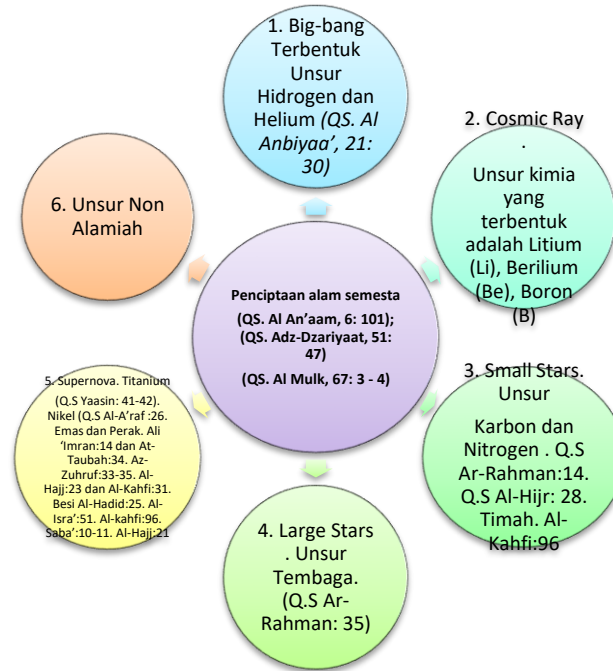 1. Big-bang
Terbentuk
Unsur
Hidrogen dan
Helium (QS. Al
Anbiyaa’, 21:
30)
2. Cosmic Ray
.
Unsur kimia
yang
terbentuk
adalah Litium
(Li), Berilium
(Be), Boron
(B)
3. Small Stars.
Unsur
Karbon dan
Nitrogen . Q.S
Ar-Rahman:14.
Q.S Al-Hijr: 28.
Timah. Al-
Kahfi:96
4. Large Stars
. Unsur
Tembaga.
(Q.S Ar-
Rahman: 35)
5. Supernova. Titanium
(Q.S Yaasin: 41-42).
Nikel (Q.S Al-A’raf :26.
Emas dan Perak. Ali
‘Imran:14 dan At-
Taubah:34. Az-
Zuhruf:33-35. Al-
Hajj:23 dan Al-Kahfi:31.
Besi Al-Hadid:25. Al-
Isra’:51. Al-kahfi:96.
Saba’:10-11. Al-Hajj:21
6. Unsur Non
Alamiah
Penciptaan alam semesta
(QS. Al An’aam, 6: 101);
(QS. Adz-Dzariyaat, 51:
47)
(QS. Al Mulk, 67: 3 - 4)